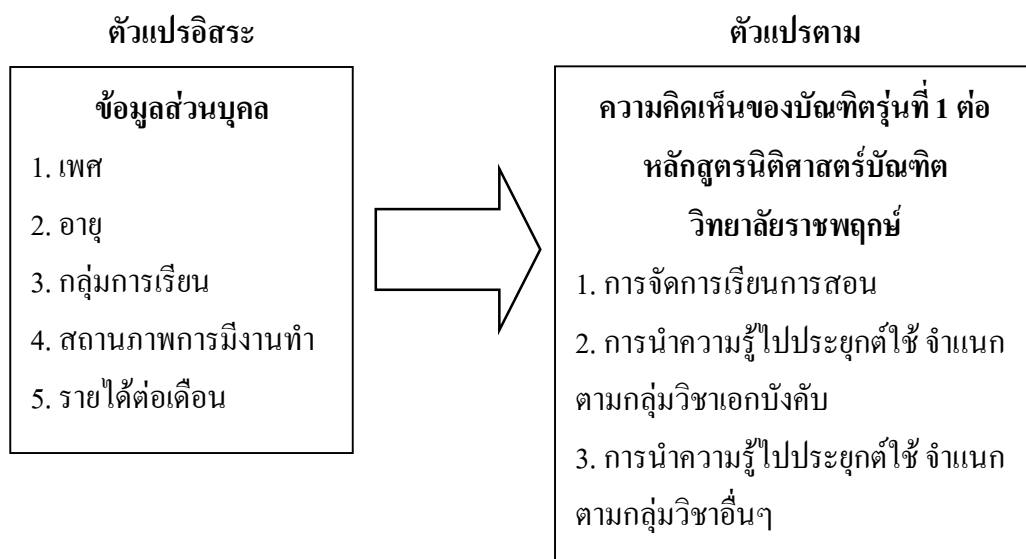 ตัวแปรอิสระ
ข้อมูลส่วนบุคล
1. เพศ
2. อายุ
3. กลุ่มการเรียน
4. สถานภาพการมีงานทำ
5. รายได้ต่อเดือน
ตัวแปรตาม
ความคิดเห็นของบัณฑิตรุ่นที่ 1 ต่อ
หลักสูตรนิติศาสตร์บัณฑิต
วิทยาลัยราชพฤกษ์
1. การจัดการเรียนการสอน
2. การนำความรู้ไปประยุกต์ใช้ จำแนก
ตามกลุ่มวิชาเอกบังคับ
3. การนำความรู้ไปประยุกต์ใช้ จำแนก
ตามกลุ่มวิชาอื่นๆ